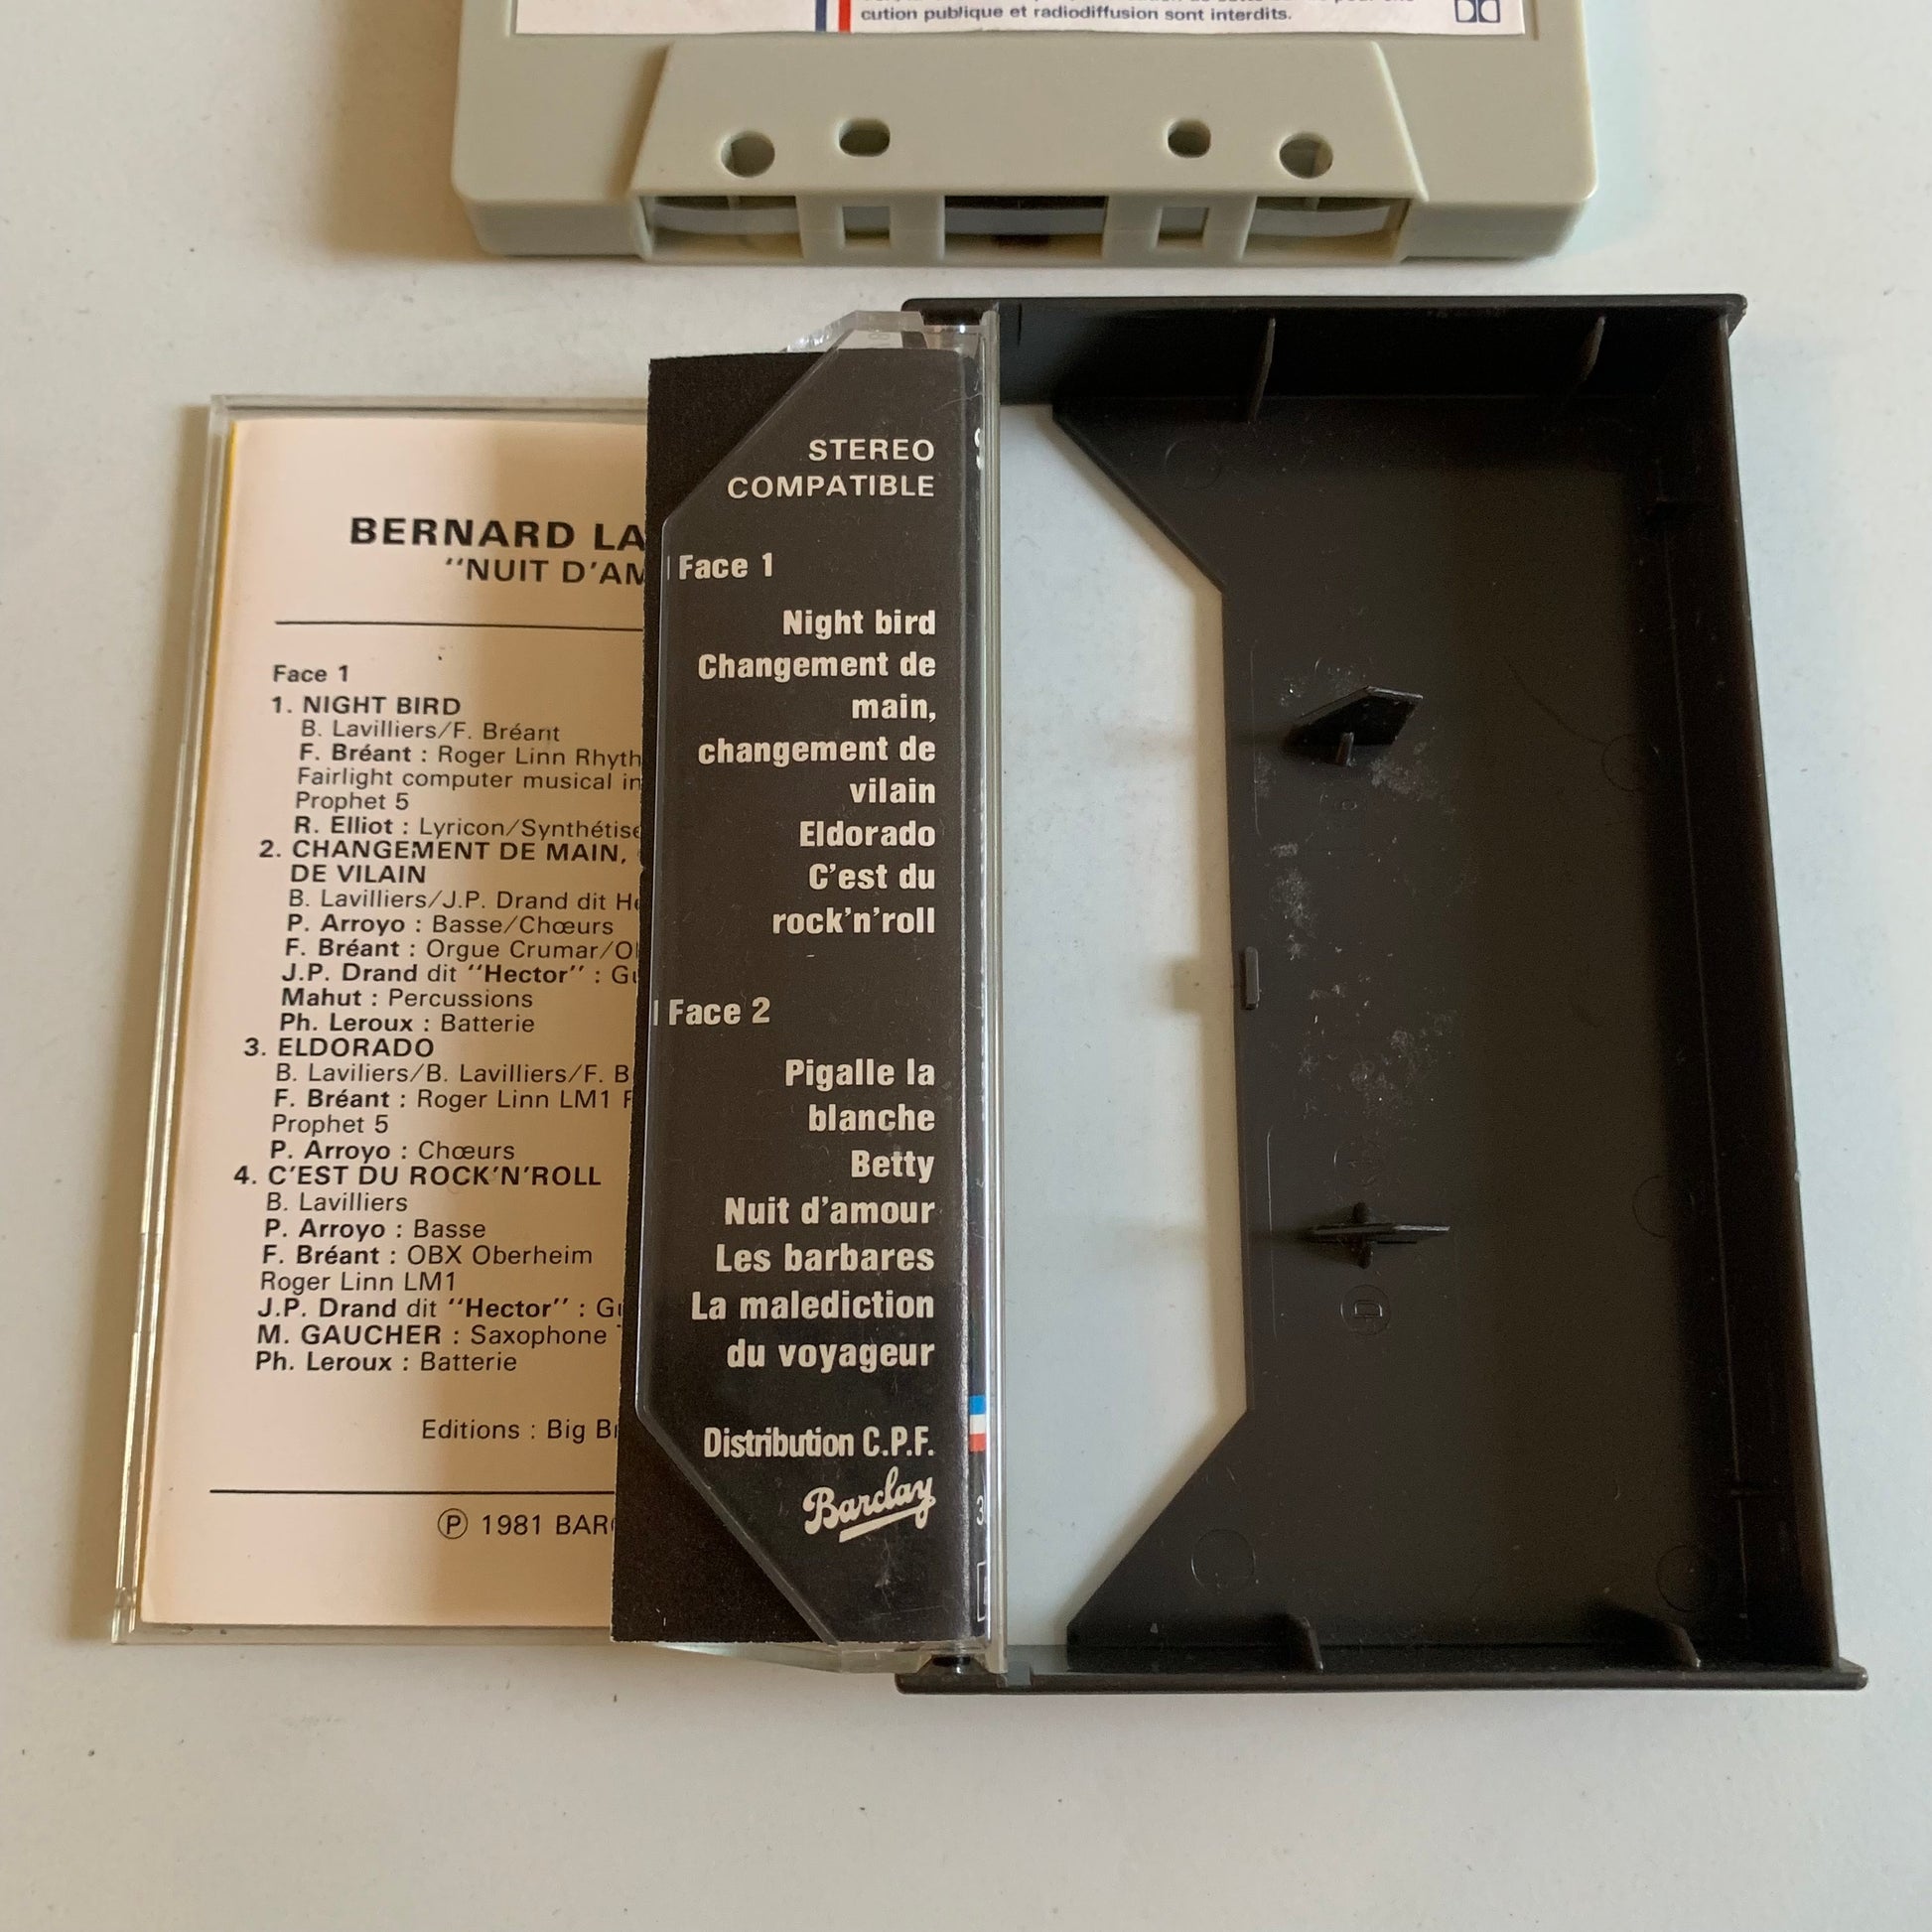 cution publique et radiodiffusion sont interdits.
BERNARD LA
"NUIT D'AM
Face 1
1. NIGHT BIRD
B. Lavilliers/F. Bréant
F. Bréant : Roger Linn Rhyth
Fairlight computer musical in
Prophet 5
R. Elliot : Lyricon/Synthétise
2. CHANGEMENT DE MAIN,
DE VILAIN
B. Lavilliers/J.P. Drand dit He
P. Arroyo : Basse/Chœurs
F. Bréant : Orgue Crumar/O
J.P. Drand dit "Hector" : Gu
Mahut : Percussions
Ph. Leroux : Batterie
3. ELDORADO
B. Laviliers/B. Lavilliers/F. B
F. Bréant : Roger Linn LM1 R
Prophet 5
P. Arroyo : Chœurs
4. C'EST DU ROCK'N'ROLL
B. Lavilliers
P. Arroyo : Basse
F. Bréant : OBX Oberheim
Roger Linn LM1
J.P. Drand dit "Hector" : Gu
M. GAUCHER : Saxophone
Ph. Leroux : Batterie
Editions : Big Br
℗ 1981 BARC
STEREO
COMPATIBLE
Face 1
Night bird
Changement de
main,
changement de
vilain
Eldorado
C'est du
rock'n'roll
Face 2
Pigalle la
blanche
Betty
Nuit d'amour
Les barbares
La malediction
du voyageur
Distribution C.P.F.
Barclay
3